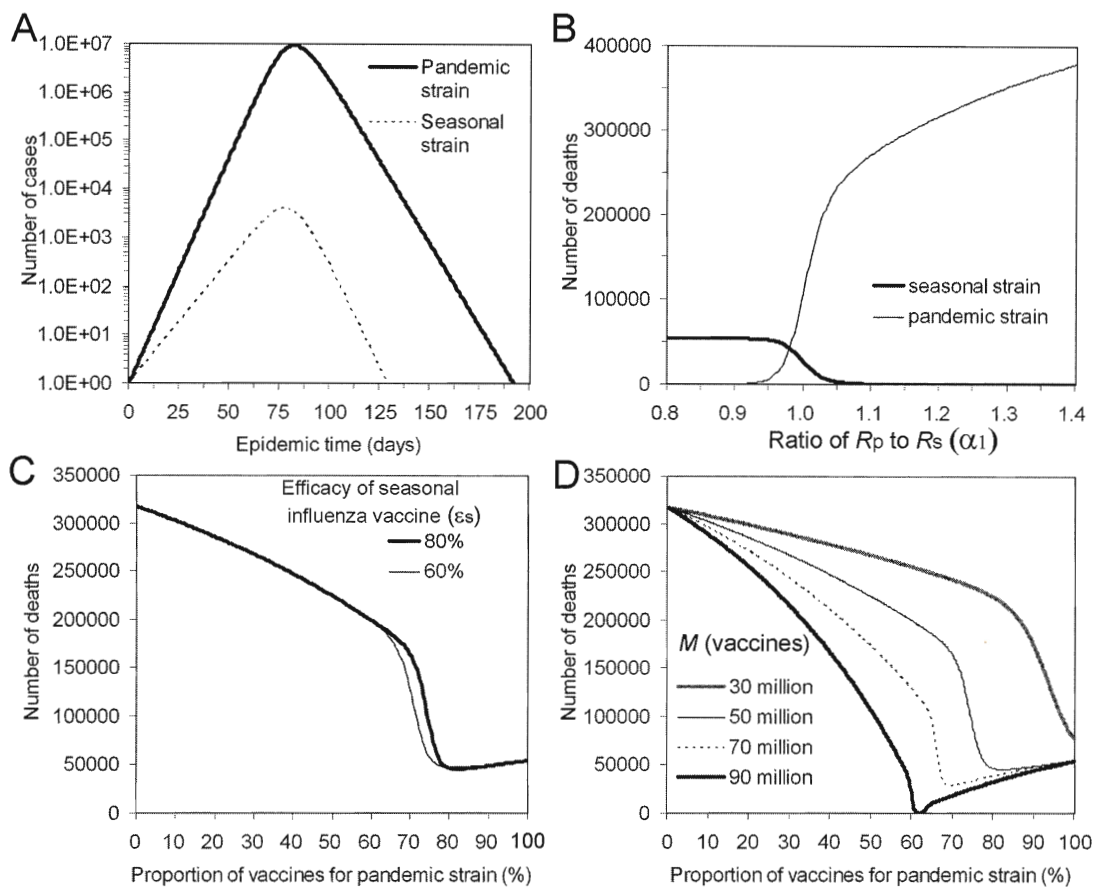 A
1.0E+07
1.0E+06
1.0E+05
1.0E+04
1.0E+03
1.0E+02
1.0E+01
1.0E+00
0 25 50 75 100 125 150 175 200
Number of cases
Epidemic time (days)
Pandemic
strain
Seasonal
strain
B
400000
300000
200000
100000
0
0.8 0.9 1.0 1.1 1.2 1.3 1.4
Number of deaths
Ratio of Rp to Rs (α1)
seasonal strain
pandemic strain
C
350000
300000
250000
200000
150000
100000
50000
0
0 10 20 30 40 50 60 70 80 90 100
Number of deaths
Proportion of vaccines for pandemic strain (%)
Efficacy of seasonal
influenza vaccine (εs)
80%
60%
D
350000
300000
250000
200000
150000
100000
50000
0
0 10 20 30 40 50 60 70 80 90 100
Number of deaths
Proportion of vaccines for pandemic strain (%)
M (vaccines)
30 million
50 million
70 million
90 million